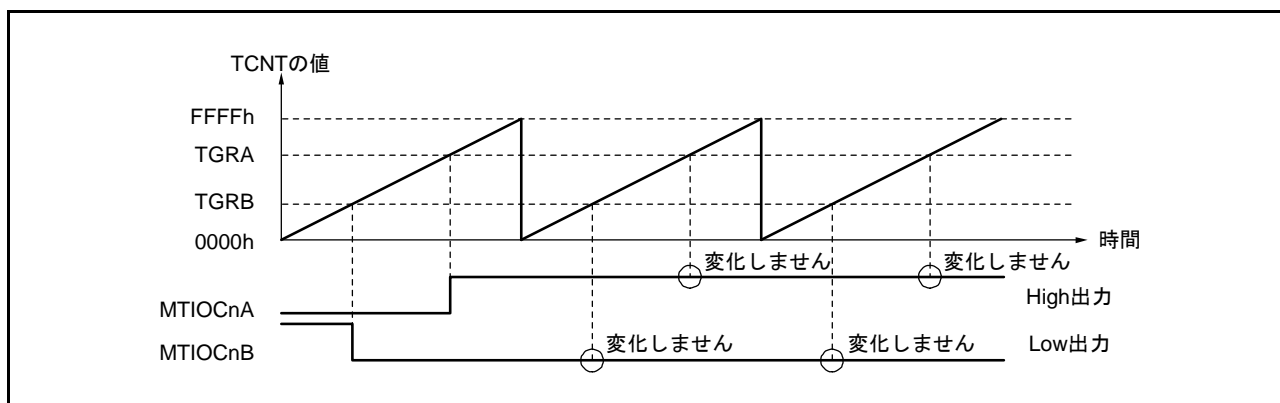 TCNTの値
FFFFh
TGRA
TGRB
0000h
時間
変化しません 変化しません
High出力
MTIOCnA
変化しません 変化しません
Low出力
MTIOCnB